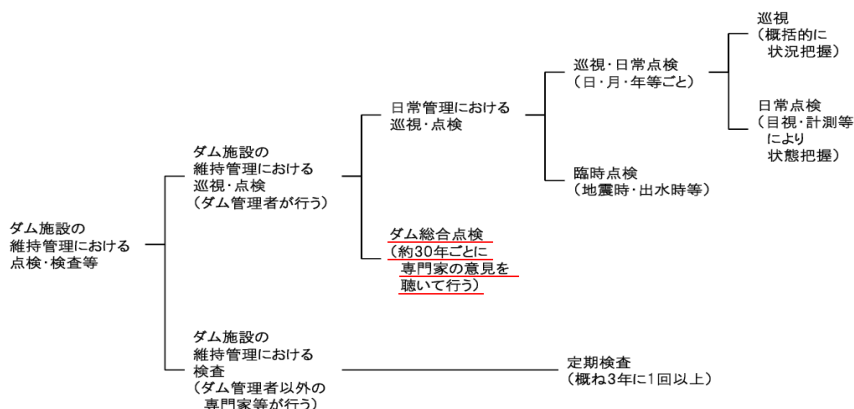 ダム施設の
維持管理における
点検・検査等
ダム施設の
維持管理における
巡視・点検
(ダム管理者が行う)
日常管理における
巡視・点検
巡視・日常点検
(日・月・年等ごと)
巡視
(概括的に
状況把握)
日常点検
(目視・計測等
により
状態把握)
臨時点検
(地震時・出水時等)
ダム総合点検
(約30年ごとに
専門家の意見を
聴いて行う)
ダム施設の
維持管理における
検査
(ダム管理者以外の
専門家等が行う)
定期検査
(概ね3年に1回以上)